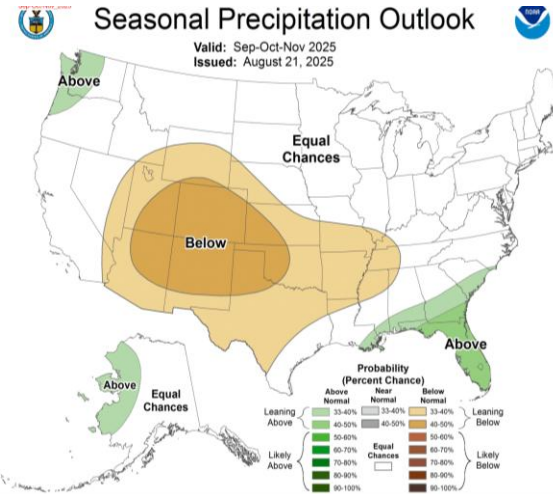 Seasonal Precipitation Outlook
Valid: Sep-Oct-Nov 2025
Issued: August 21, 2025
noaa
Above
Equal
Chances
Below
Above
Above
Equal
Chances
Probability
(Percent Chance)
Above
Normal
Near
Normal
Below
Normal
Leaning
Above
33-40%
33-40%
33-40%
Leaning
Below
40-50%
40-50%
40-50%
Likely
Above
50-60%
60-70%
70-80%
80-90%
90-100%
Equal
Chances
50-60%
60-70%
70-80%
80-90%
90-100%
Likely
Below